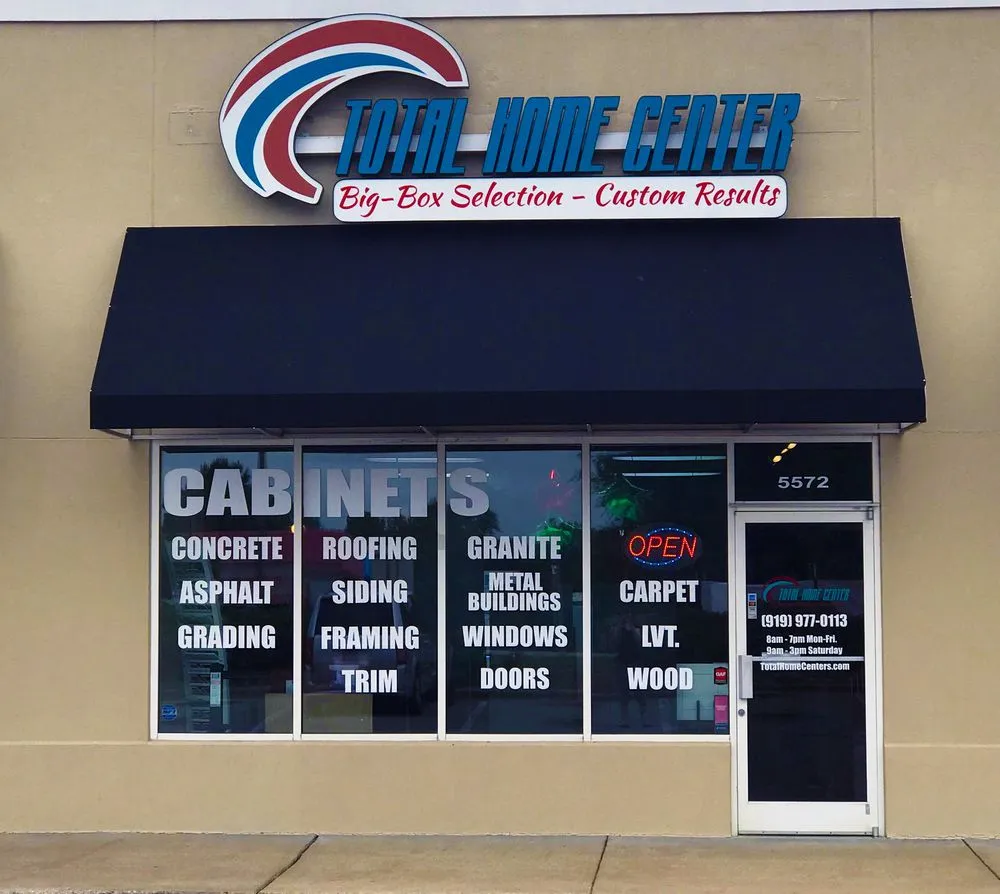 TOTAL HOME CENTER
Big-Box Selection - Custom Results
CABINETS
CONCRETE
ASPHALT
GRADING
ROOFING
SIDING
FRAMING
TRIM
GRANITE
METAL
BUILDINGS
WINDOWS
DOORS
OPEN
CARPET
LVT.
WOOD
GAF
5572
TOTAL HOME CENTER
(919) 977-0113
8am - 7pm Mon-Fri.
9am - 3pm Saturday
TotalHomeCenters.com